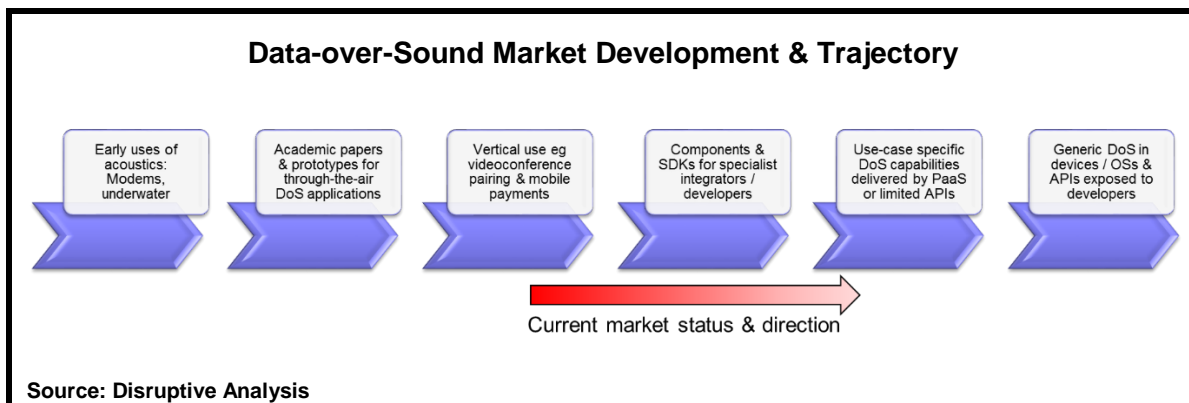 Data-over-Sound Market Development & Trajectory
Early uses of
acoustics:
Modems,
underwater
Academic papers
& prototypes for
through-the-air
DoS applications
Vertical use eg
videoconference
pairing & mobile
payments
Components &
SDKs for specialist
integrators /
developers
Use-case specific
DoS capabilities
delivered by PaaS
or limited APIs
Generic DoS in
devices / OSs &
APIs exposed to
developers
Current market status & direction
Source: Disruptive Analysis